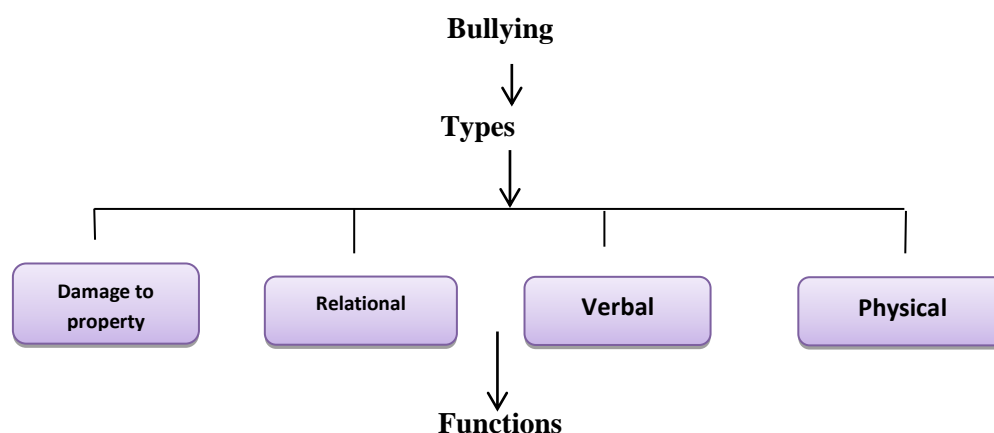 Bullying
Types
Damage to
property
Relational
Verbal
Physical
Functions